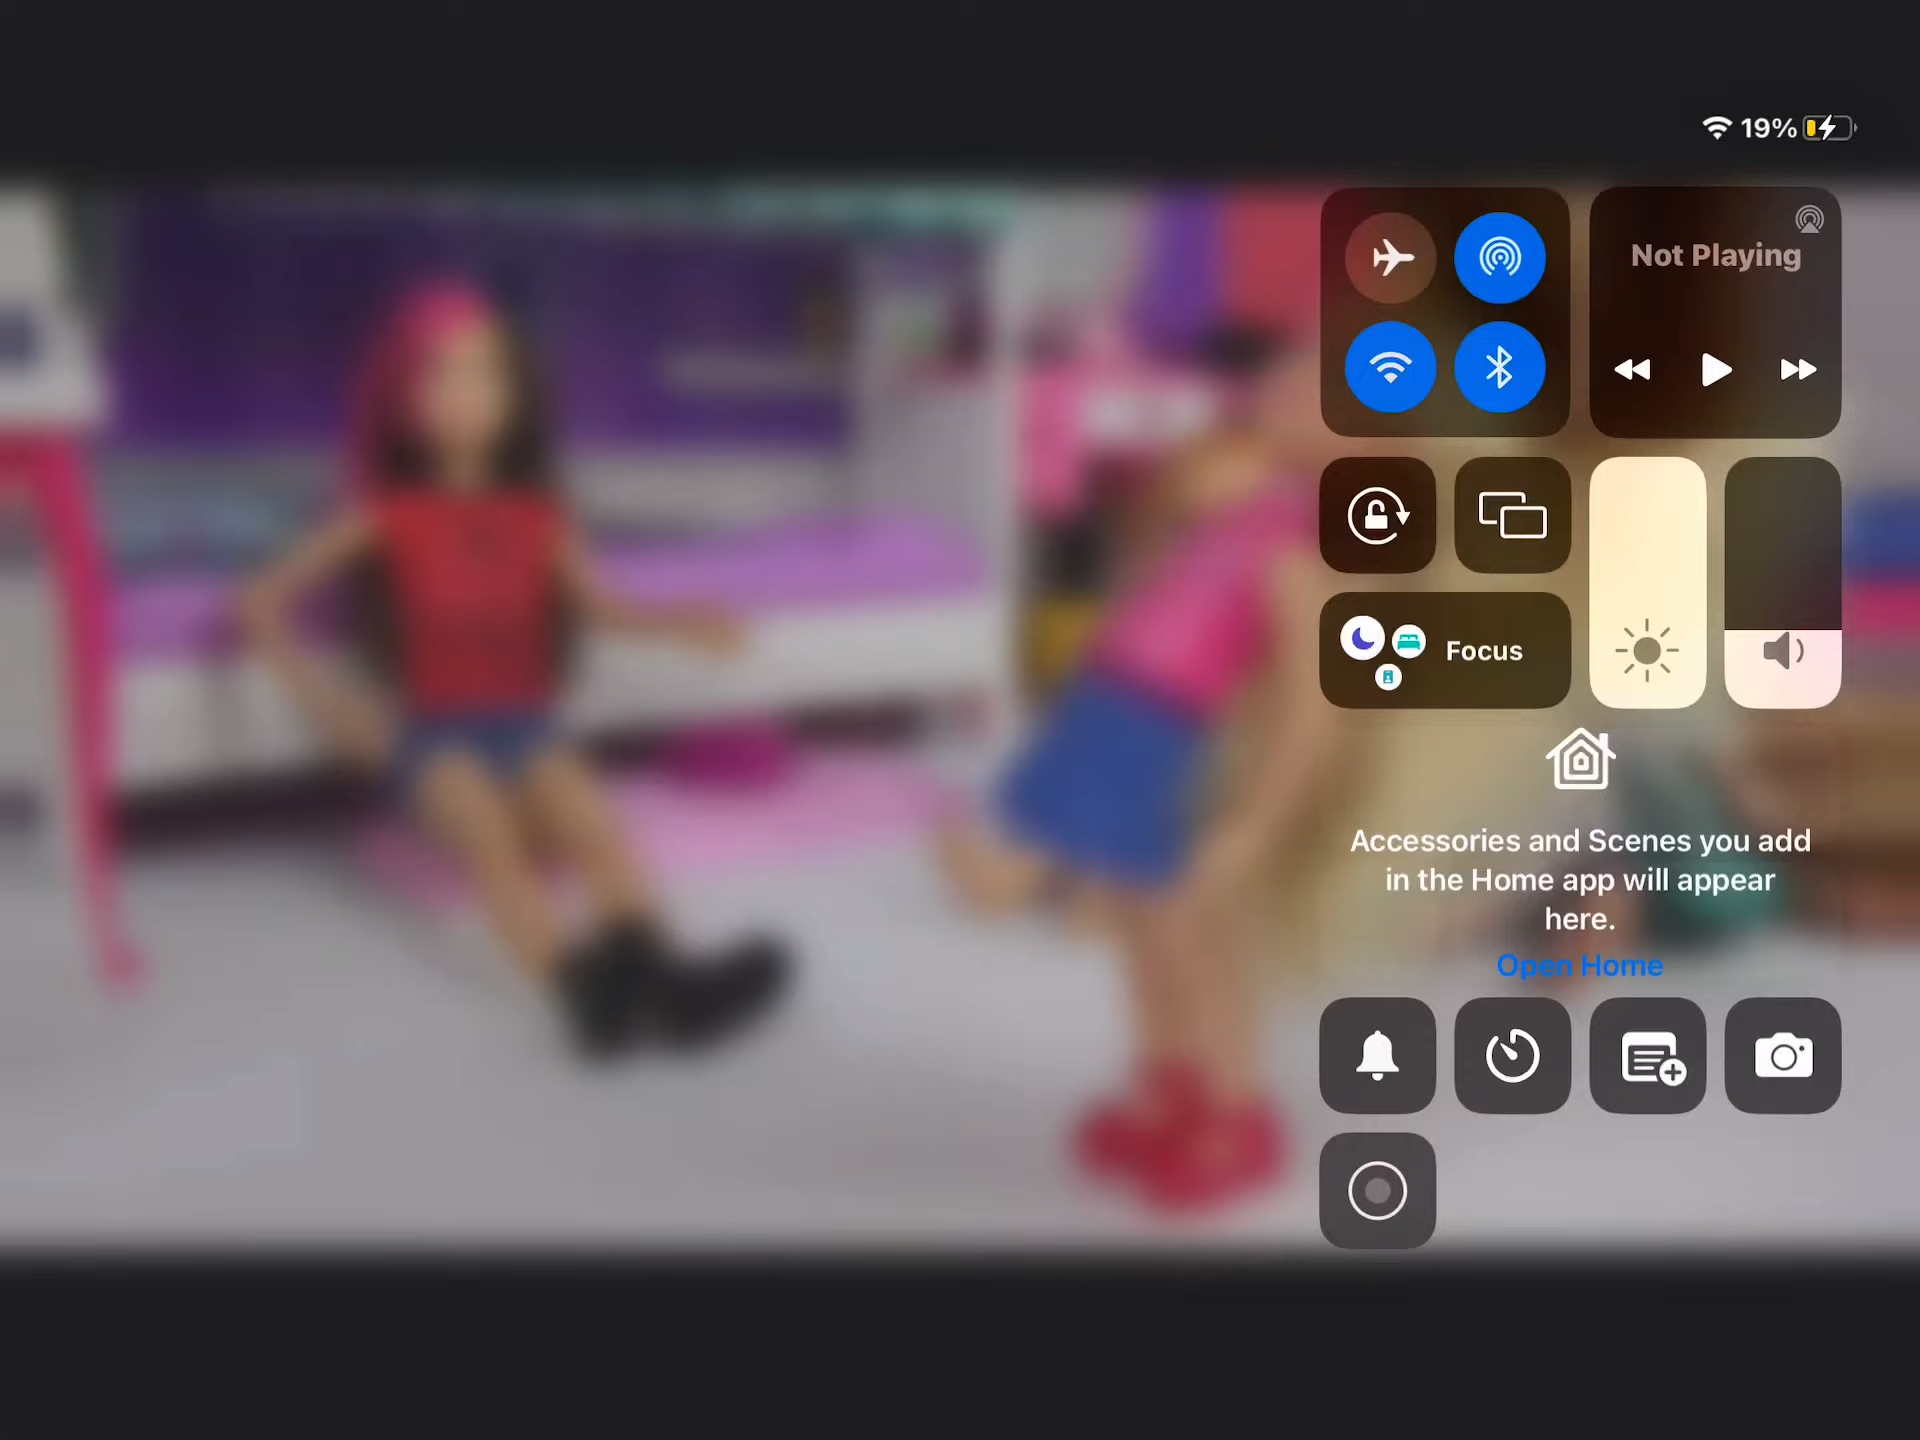 19%
Not Playing
Focus
Accessories and Scenes you add
in the Home app will appear
here.
Open Home